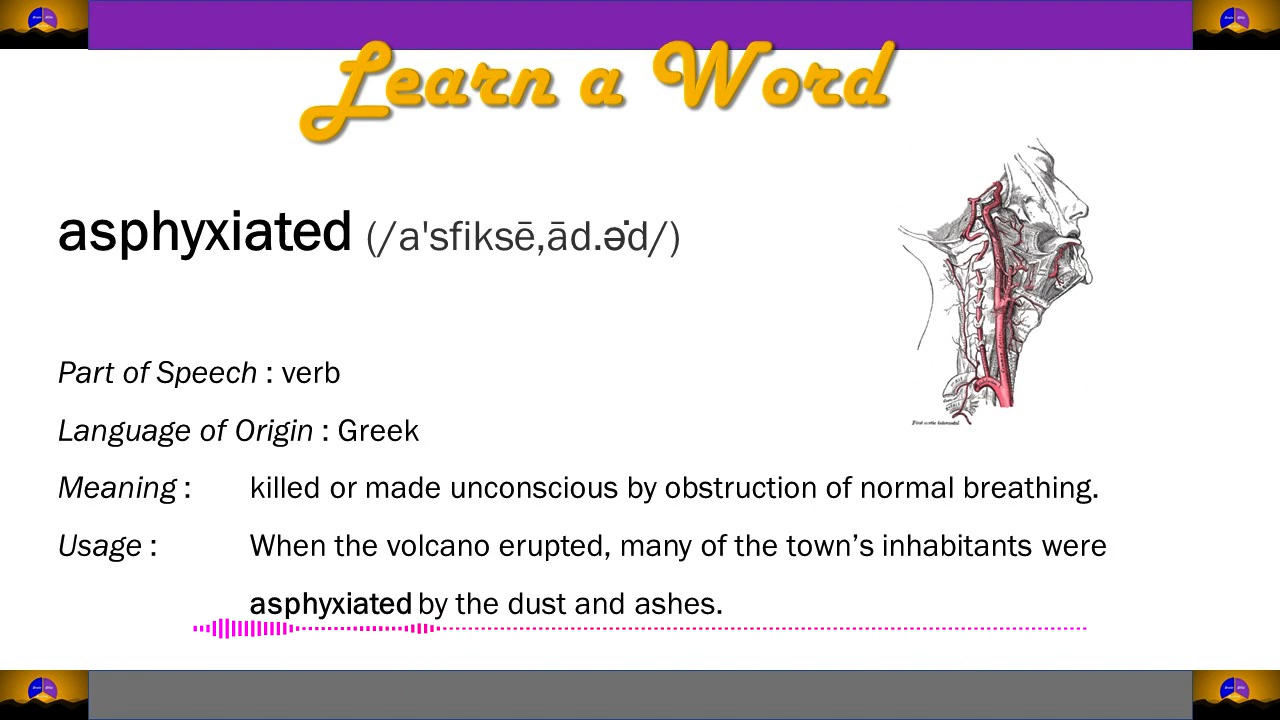 Learn a Word
asphyxiated (/a'sfiksē,ād.ə̇d/)
Part of Speech : verb
Language of Origin : Greek
Meaning : killed or made unconscious by obstruction of normal breathing.
Usage : When the volcano erupted, many of the town’s inhabitants were
asphyxiated by the dust and ashes.